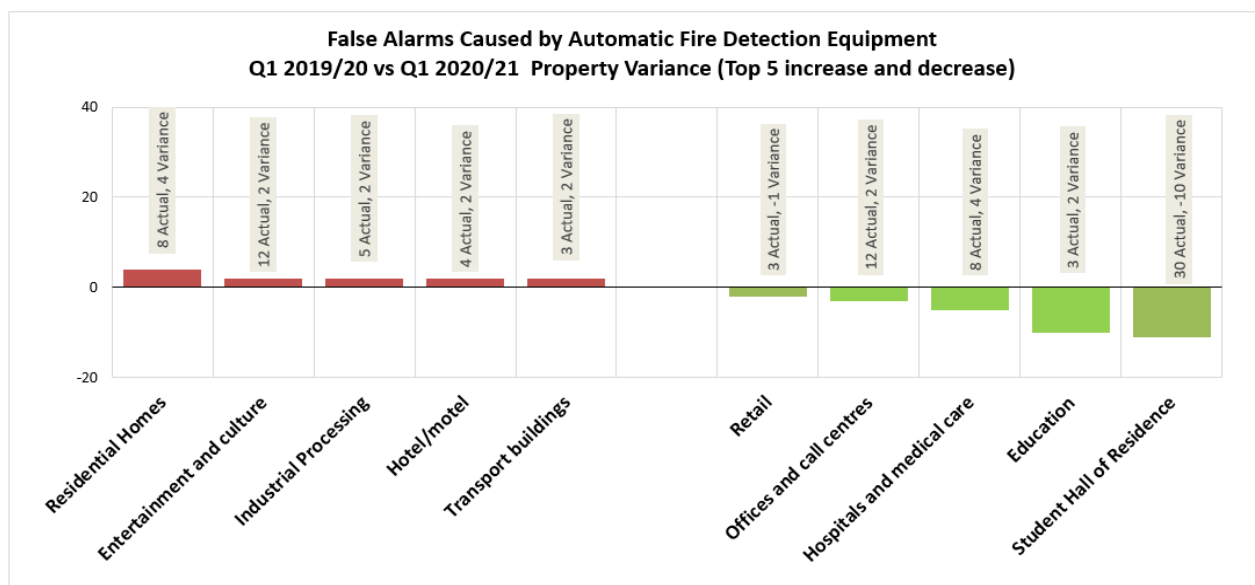 False Alarms Caused by Automatic Fire Detection Equipment
Q1 2019/20 vs Q1 2020/21 Property Variance (Top 5 increase and decrease)
40
20
0
-20
8 Actual, 4 Variance
12 Actual, 2 Variance
5 Actual, 2 Variance
4 Actual, 2 Variance
3 Actual, 2 Variance
3 Actual, -1 Variance
12 Actual, 2 Variance
8 Actual, 4 Variance
3 Actual, 2 Variance
30 Actual, -10 Variance
Residential Homes
Entertainment and culture
Industrial Processing
Hotel/motel
Transport buildings
Retail
Offices and call centres
Hospitals and medical care
Education
Student Hall of Residence